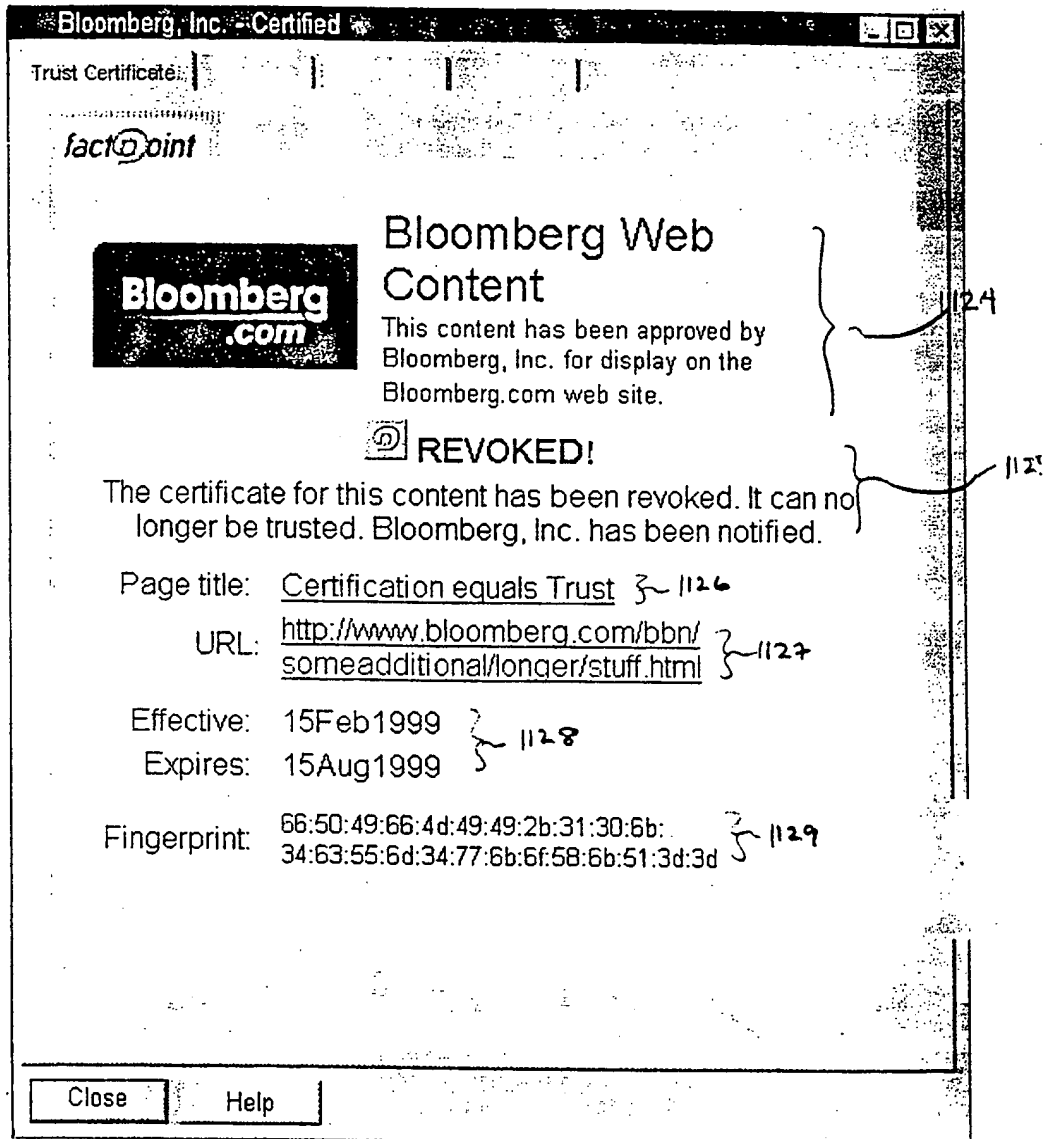 Bloomberg, Inc. - Certified
Trust Certificate
factpoint
Bloomberg
.com
Bloomberg Web
Content
This content has been approved by
Bloomberg, Inc. for display on the
Bloomberg.com web site.
1124
REVOKED!
The certificate for this content has been revoked. It can no
longer be trusted. Bloomberg, Inc. has been notified.
Page title: Certification equals Trust 1126
URL: http://www.bloomberg.com/bbn/
someadditional/longer/stuff.html 1127
Effective: 15Feb1999
Expires: 15Aug1999
1128
Fingerprint: 66:50:49:66:4d:49:49:2b:31:30:6b:
34:63:55:6d:34:77:6b:6f:58:6b:51:3d:3d
1129
Close Help